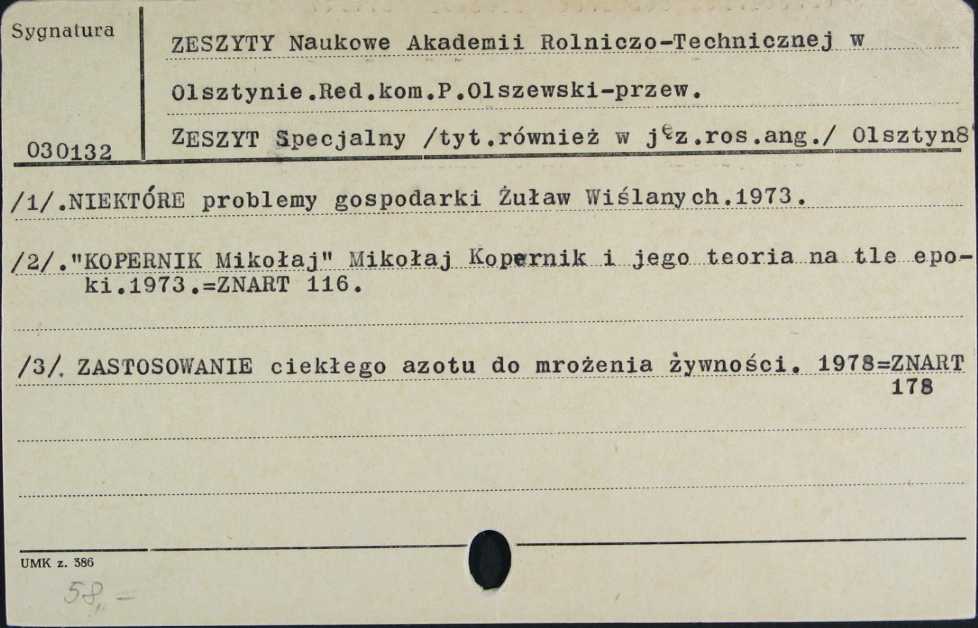 Sygnatura
ZESZYTY Naukowe Akademii Rolniczo-Technicznej w
Olsztynie.Red.kom.P.Olszewski-przew.
030132
ZESZYT Specjalny /tyt.również w jęz.ros.ang./ Olsztyn8°
/1/.NIEKTÓRE problemy gospodarki Żuław Wiślanych.1973.
/2/."KOPERNIK Mikołaj" Mikołaj Kopernik i jego teoria na tle epo-
ki.1973.=ZNART 116.
/3/. ZASTOSOWANIE ciekłego azotu do mrożenia żywności. 1978=ZNART
178
UMK z. 386
58,-